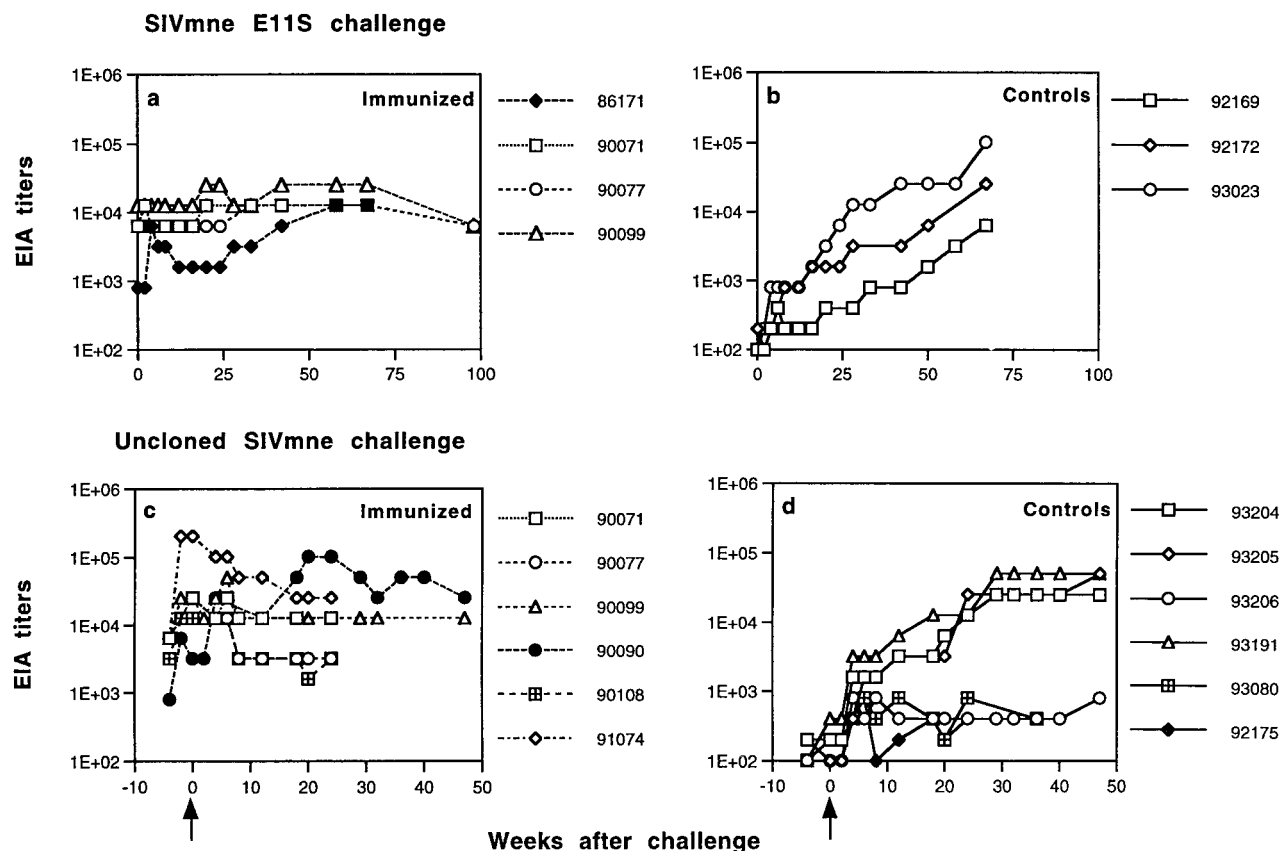 SIVmne E11S challenge
a
Immunized
EIA titers
1E+06
1E+05
1E+04
1E+03
1E+02
0 25 50 75 100
86171
90071
90077
90099
b
Controls
1E+06
1E+05
1E+04
1E+03
1E+02
0 25 50 75 100
92169
92172
93023
Uncloned SIVmne challenge
c
Immunized
EIA titers
1E+06
1E+05
1E+04
1E+03
1E+02
-10 0 10 20 30 40 50
90071
90077
90099
90090
90108
91074
d
Controls
1E+06
1E+05
1E+04
1E+03
1E+02
-10 0 10 20 30 40 50
93204
93205
93206
93191
93080
92175
Weeks after challenge